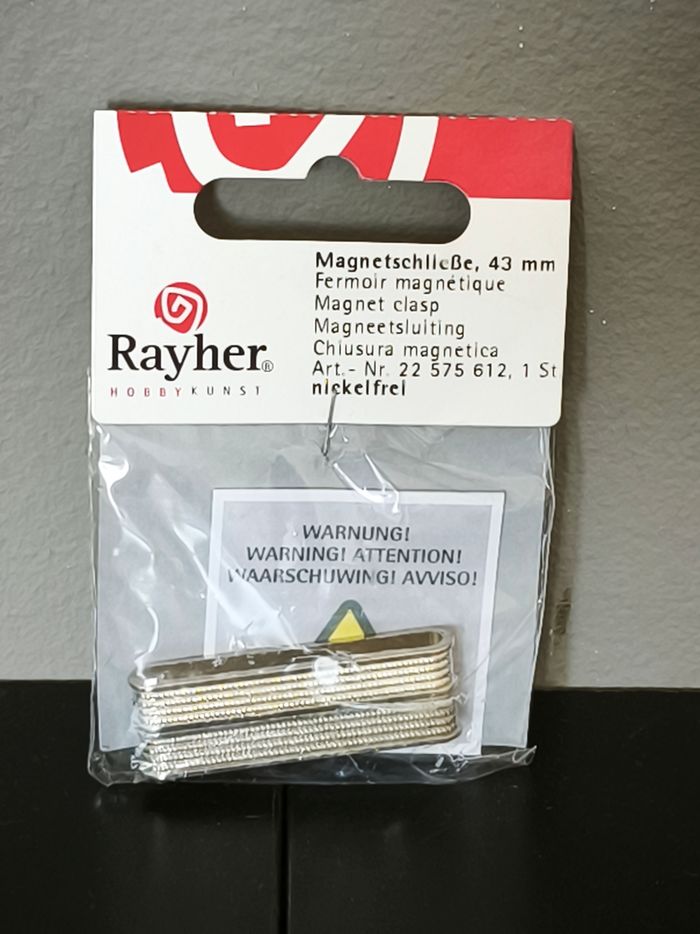 Magnetschließe, 43 mm
Fermoir magnétique
Magnet clasp
Magneetsluiting
Chiusura magnetica
Art.- Nr. 22 575 612, 1 St
nickelfrei
Rayher®
HOBBYKUNST
WARNUNG!
WARNING! ATTENTION!
WAARSCHUWING! AVVISO!